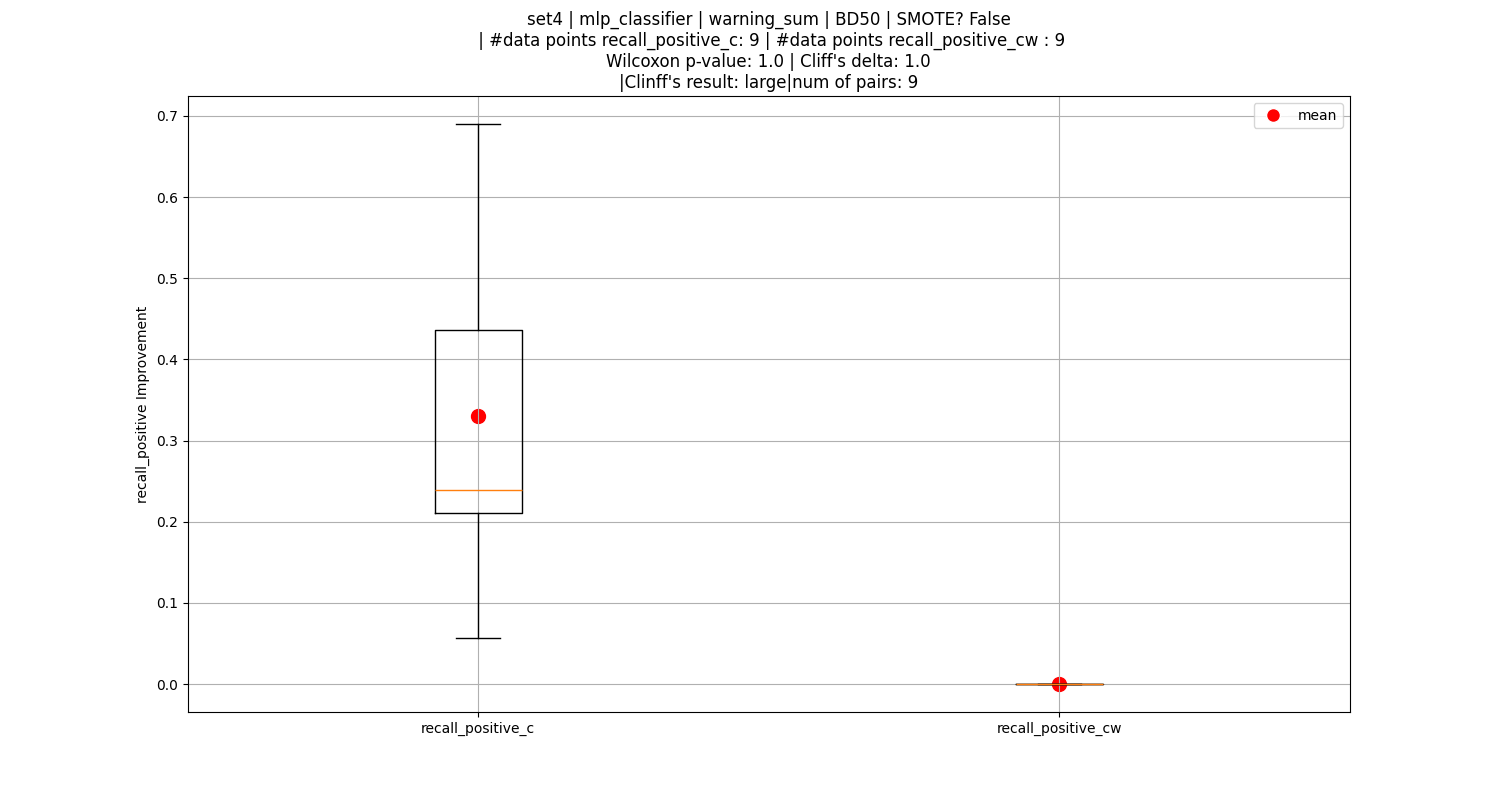 set4 | mlp_classifier | warning_sum | BD50 | SMOTE? False
| #data points recall_positive_c: 9 | #data points recall_positive_cw : 9
Wilcoxon p-value: 1.0 | Cliff's delta: 1.0
|Clinff's result: large|num of pairs: 9
mean
recall_positive Improvement
0.7
0.6
0.5
0.4
0.3
0.2
0.1
0.0
recall_positive_c
recall_positive_cw